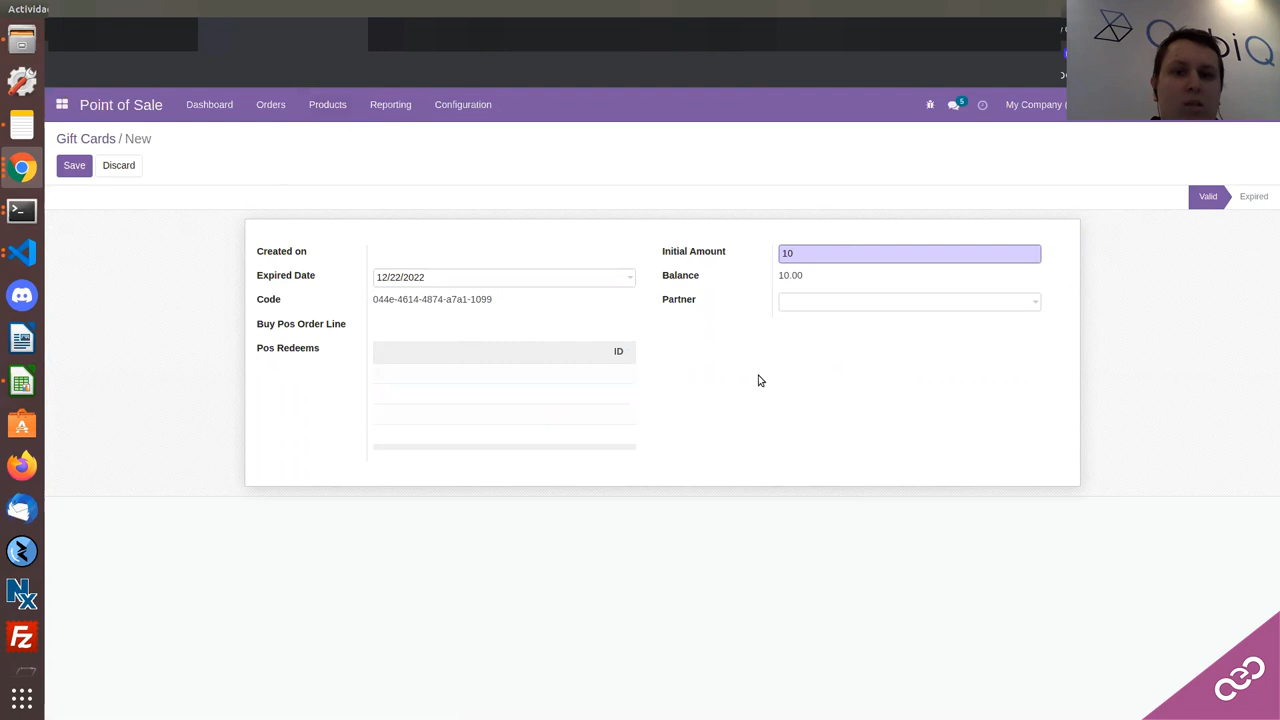 Activida
Point of Sale
Dashboard
Orders
Products
Reporting
Configuration
5
My Company (
Gift Cards / New
Save
Discard
Valid
Expired
Created on
Expired Date
12/22/2022
Code
044e-4614-4874-a7a1-1099
Buy Pos Order Line
Pos Redeems
ID
Initial Amount
10
Balance
10.00
Partner